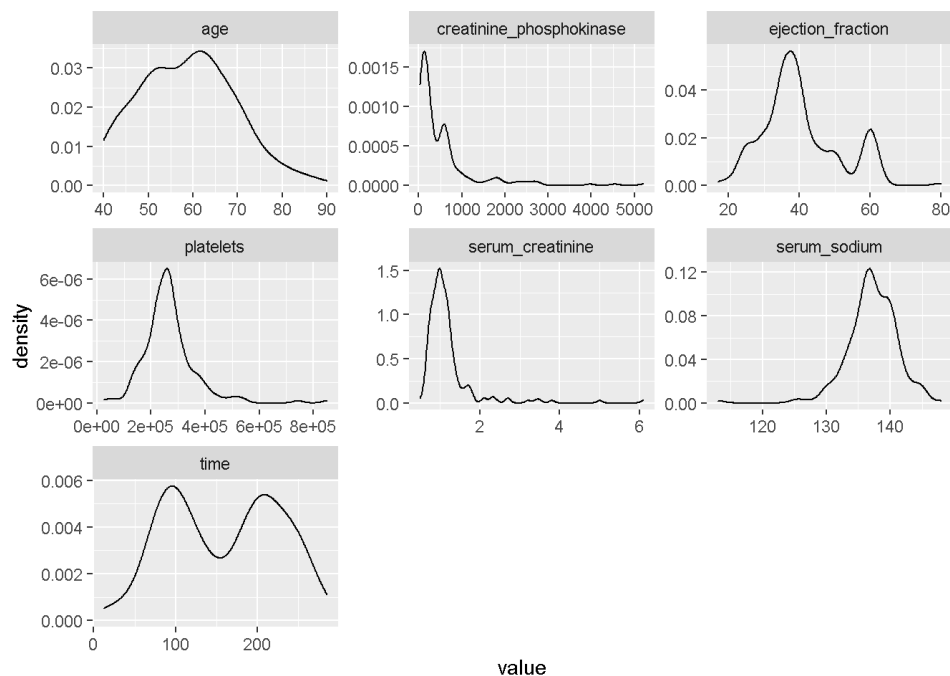 age
creatinine_phosphokinase
ejection_fraction
0.03
0.02
0.01
0.00
40 50 60 70 80 90
0.0015
0.0010
0.0005
0.0000
0 1000 2000 3000 4000 5000
0.04
0.02
0.00
20 40 60 80
platelets
serum_creatinine
serum_sodium
6e-06
4e-06
2e-06
0e+00
0e+00 2e+05 4e+05 6e+05 8e+05
1.5
1.0
0.5
0.0
2 4 6
0.12
0.08
0.04
0.00
120 130 140
time
0.006
0.004
0.002
0.000
0 100 200
density
value